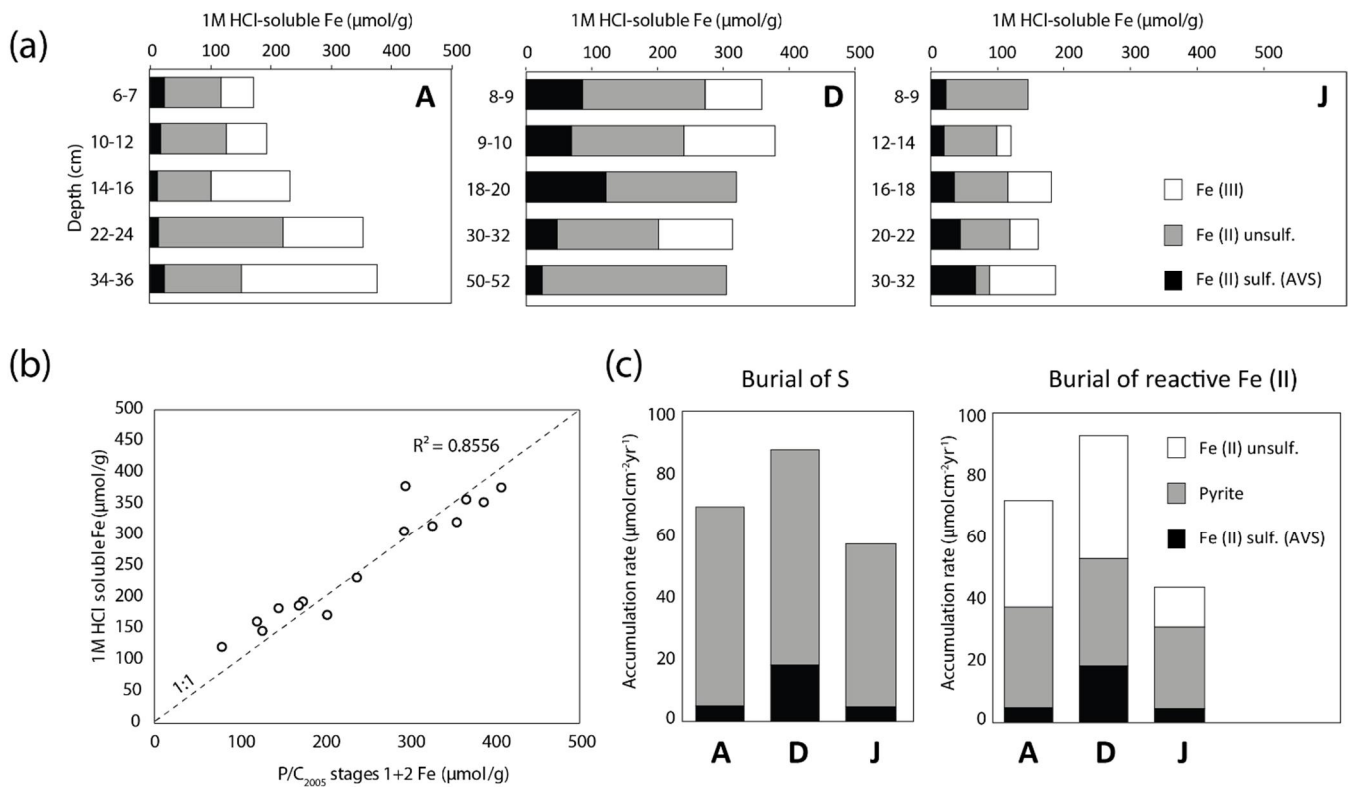 (a)
1M HCl-soluble Fe (µmol/g)
0 100 200 300 400 500
Depth (cm)
6-7
10-12
14-16
22-24
34-36
A
1M HCl-soluble Fe (µmol/g)
0 100 200 300 400 500
8-9
9-10
18-20
30-32
50-52
D
1M HCl-soluble Fe (µmol/g)
0 100 200 300 400 500
8-9
12-14
16-18
20-22
30-32
J
Fe (III)
Fe (II) unsulf.
Fe (II) sulf. (AVS)
(b)
1M HCl soluble Fe (µmol/g)
500
450
400
350
300
250
200
150
100
50
0
R² = 0.8556
1:1
0 100 200 300 400 500
P/C₂₀₀₅ stages 1+2 Fe (µmol/g)
(c)
Burial of S
Accumulation rate (µmolcm⁻²yr⁻¹)
100
80
60
40
20
0
A D J
Burial of reactive Fe (II)
Accumulation rate (µmolcm⁻²yr⁻¹)
100
80
60
40
20
0
Fe (II) unsulf.
Pyrite
Fe (II) sulf. (AVS)
A D J